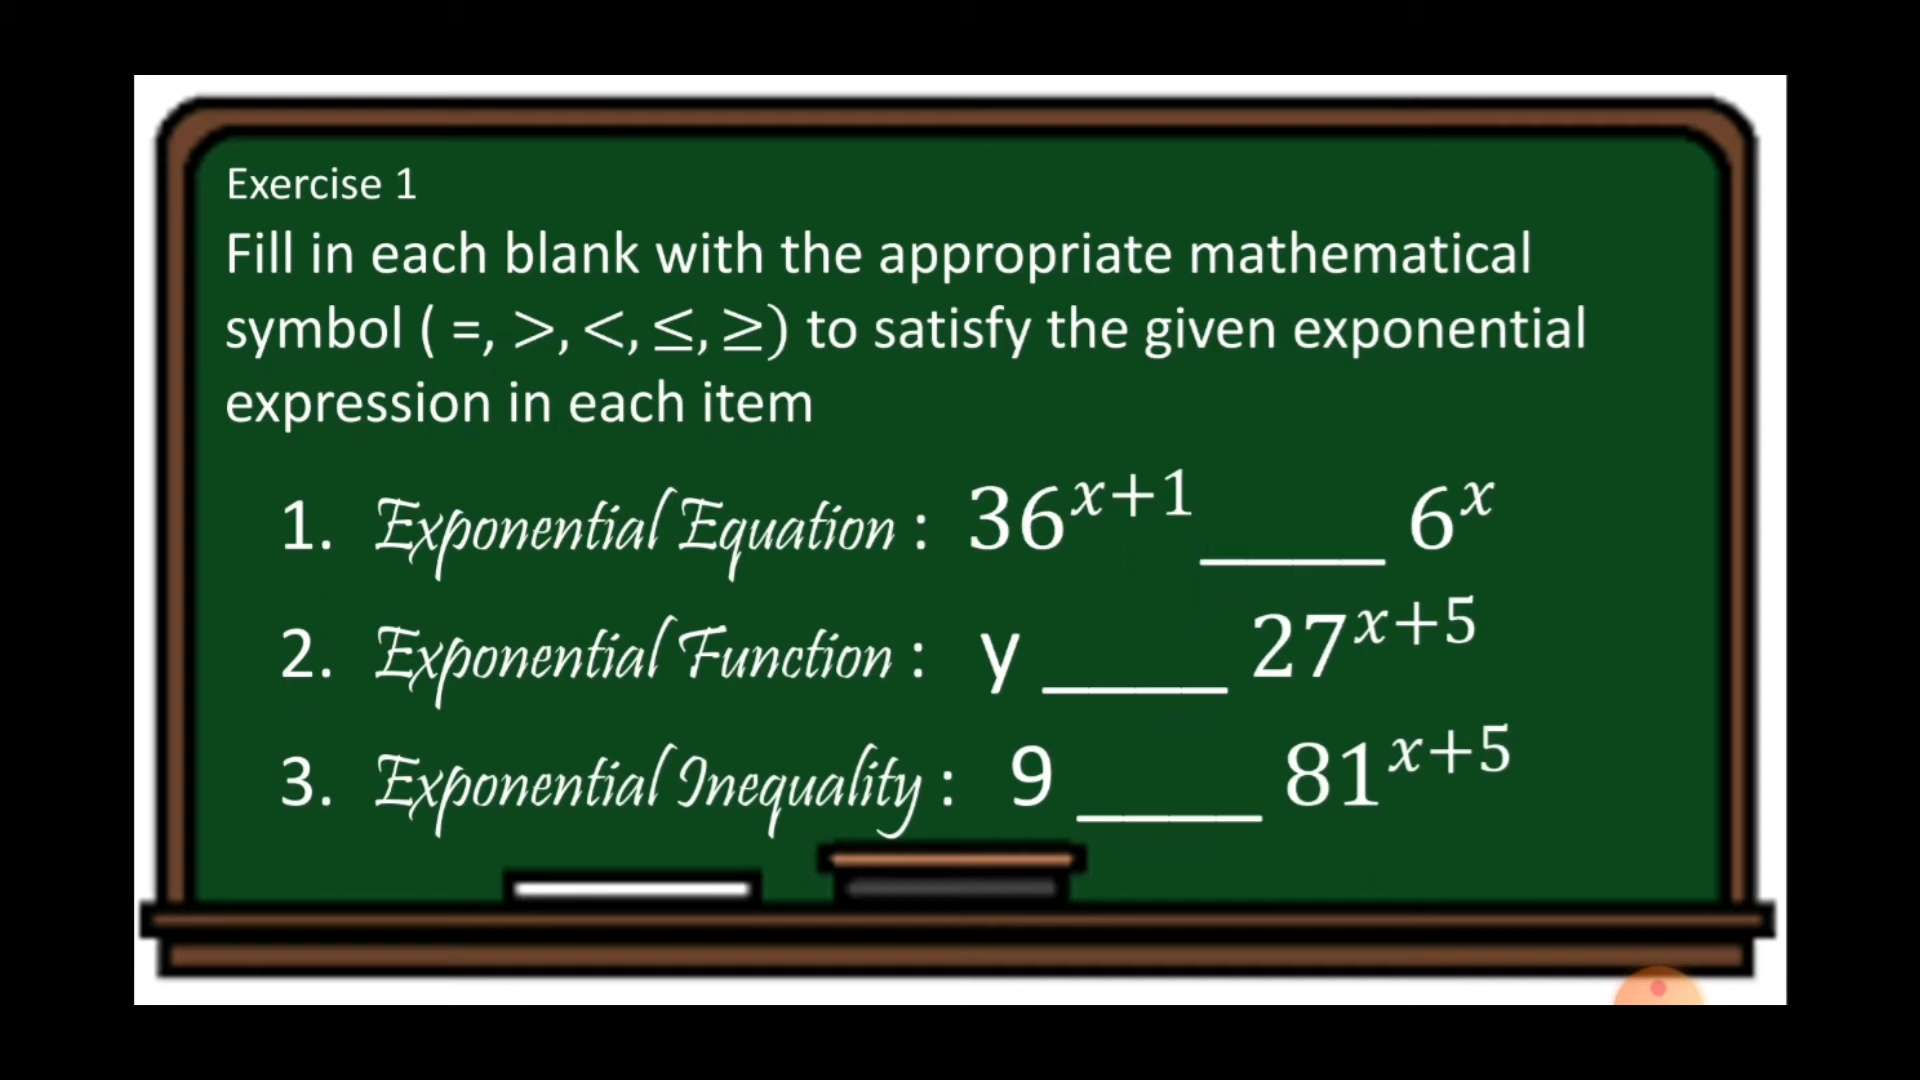 Exercise 1
Fill in each blank with the appropriate mathematical
symbol ( =, >, <, ≤, ≥) to satisfy the given exponential
expression in each item
1. Exponential Equation : 36^{x+1} ____ 6^x
2. Exponential Function : y ____ 27^{x+5}
3. Exponential Inequality : 9 ____ 81^{x+5}